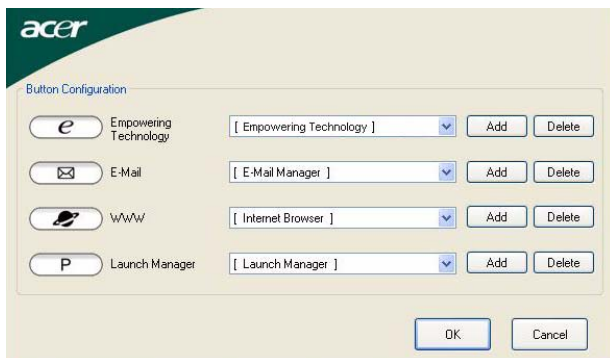 acer
Button Configuration
e Empowering Technology [ Empowering Technology ] Add Delete
E-Mail [ E-Mail Manager ] Add Delete
WWW [ Internet Browser ] Add Delete
P Launch Manager [ Launch Manager ] Add Delete
OK Cancel